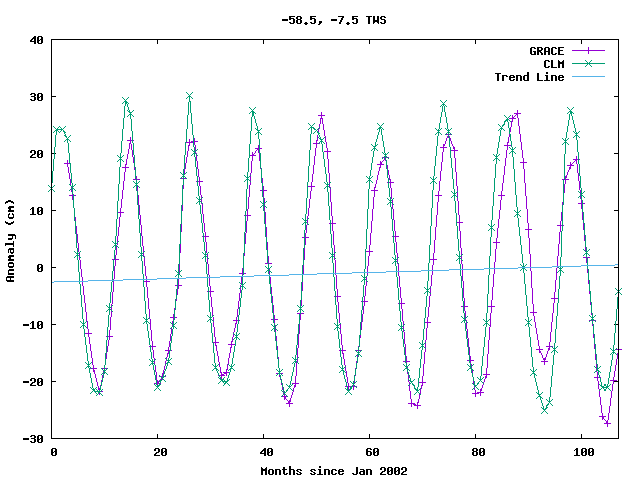 -58.5, -7.5 TWS
GRACE
CLM
Trend Line
40
30
20
10
0
-10
-20
-30
Anomaly (cm)
0 20 40 60 80 100
Months since Jan 2002